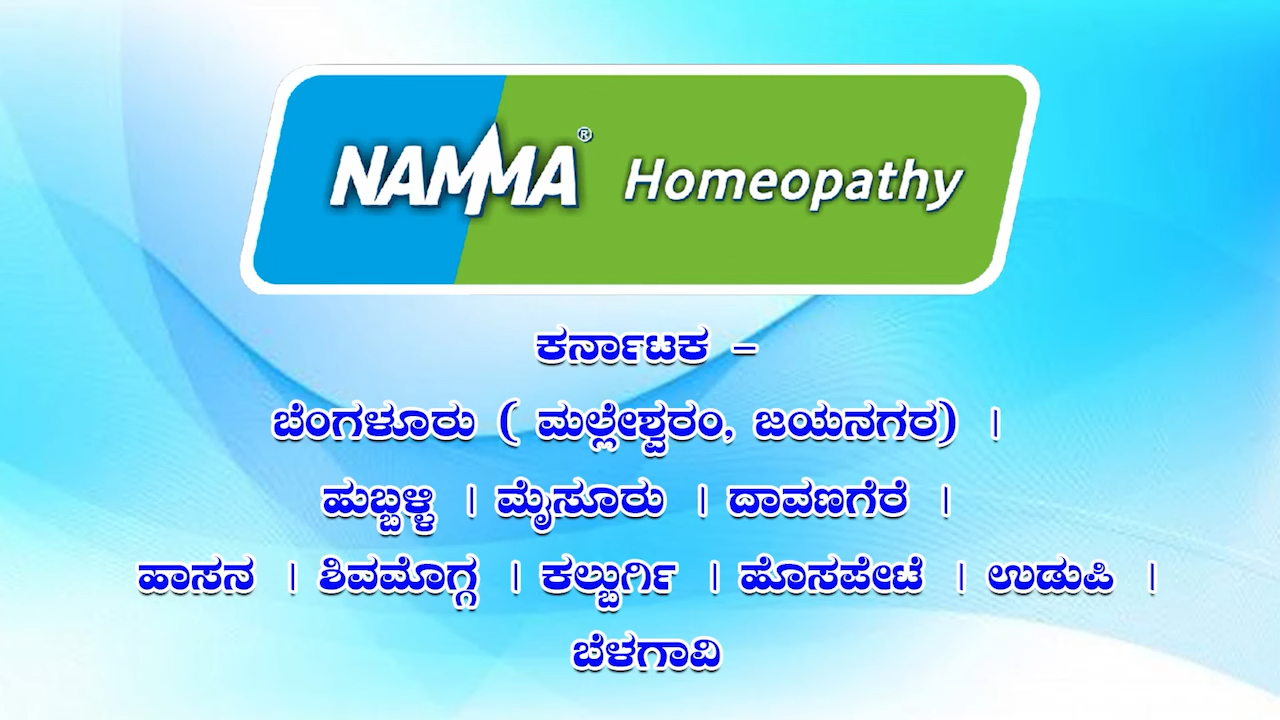 NAMMA® Homeopathy
ಕರ್ನಾಟಕ –
ಬೆಂಗಳೂರು ( ಮಲ್ಲೇಶ್ವರಂ, ಜಯನಗರ) |
ಹುಬ್ಬಳ್ಳಿ | ಮೈಸೂರು | ದಾವಣಗೆರೆ |
ಹಾಸನ | ಶಿವಮೊಗ್ಗ | ಕಲ್ಬುರ್ಗಿ | ಹೊಸಪೇಟೆ | ಉಡುಪಿ |
ಬೆಳಗಾವಿ